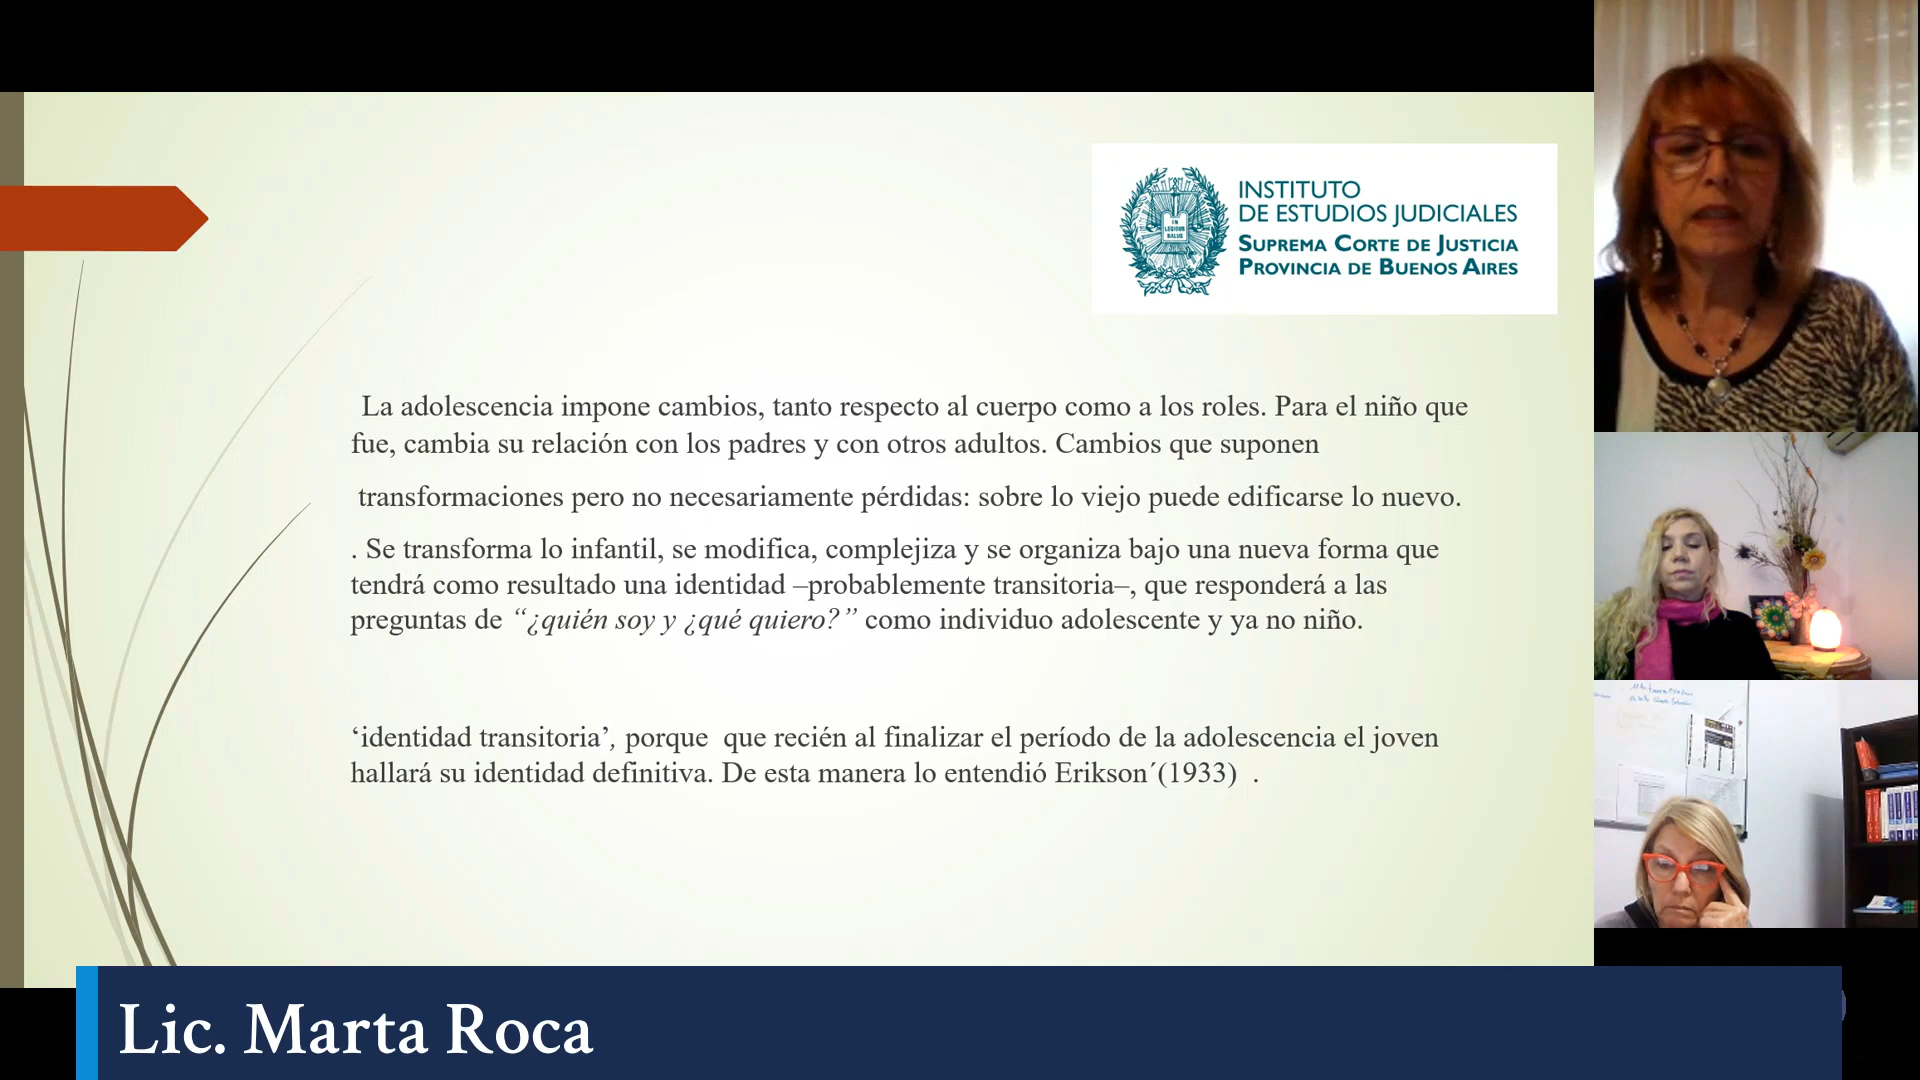 INSTITUTO
DE ESTUDIOS JUDICIALES
SUPREMA CORTE DE JUSTICIA
PROVINCIA DE BUENOS AIRES
IN
LEGIBUS
SALUS
La adolescencia impone cambios, tanto respecto al cuerpo como a los roles. Para el niño que
fue, cambia su relación con los padres y con otros adultos. Cambios que suponen
transformaciones pero no necesariamente pérdidas: sobre lo viejo puede edificarse lo nuevo.
. Se transforma lo infantil, se modifica, complejiza y se organiza bajo una nueva forma que
tendrá como resultado una identidad –probablemente transitoria–, que responderá a las
preguntas de “¿quién soy y ¿qué quiero?” como individuo adolescente y ya no niño.
‘identidad transitoria’, porque  que recién al finalizar el período de la adolescencia el joven
hallará su identidad definitiva. De esta manera lo entendió Erikson´(1933)  .
Lic. Marta Roca